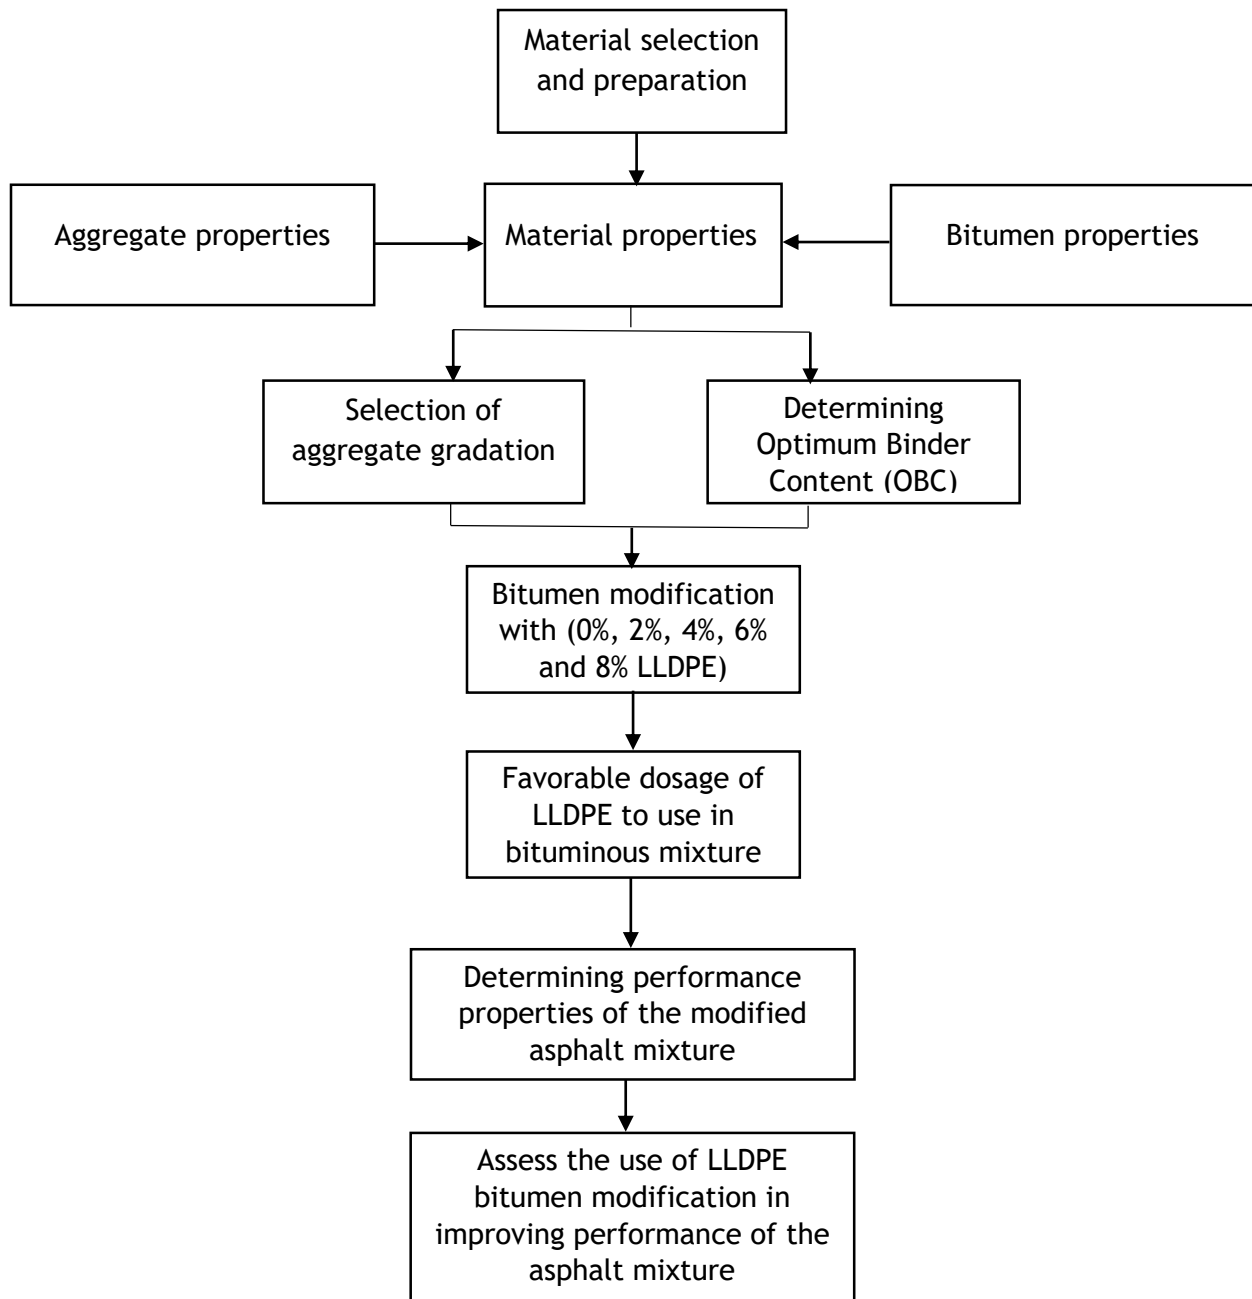 Material selection
and preparation
Aggregate properties
Material properties
Bitumen properties
Selection of
aggregate gradation
Determining
Optimum Binder
Content (OBC)
Bitumen modification
with (0%, 2%, 4%, 6%
and 8% LLDPE)
Favorable dosage of
LLDPE to use in
bituminous mixture
Determining performance
properties of the modified
asphalt mixture
Assess the use of LLDPE
bitumen modification in
improving performance of the
asphalt mixture